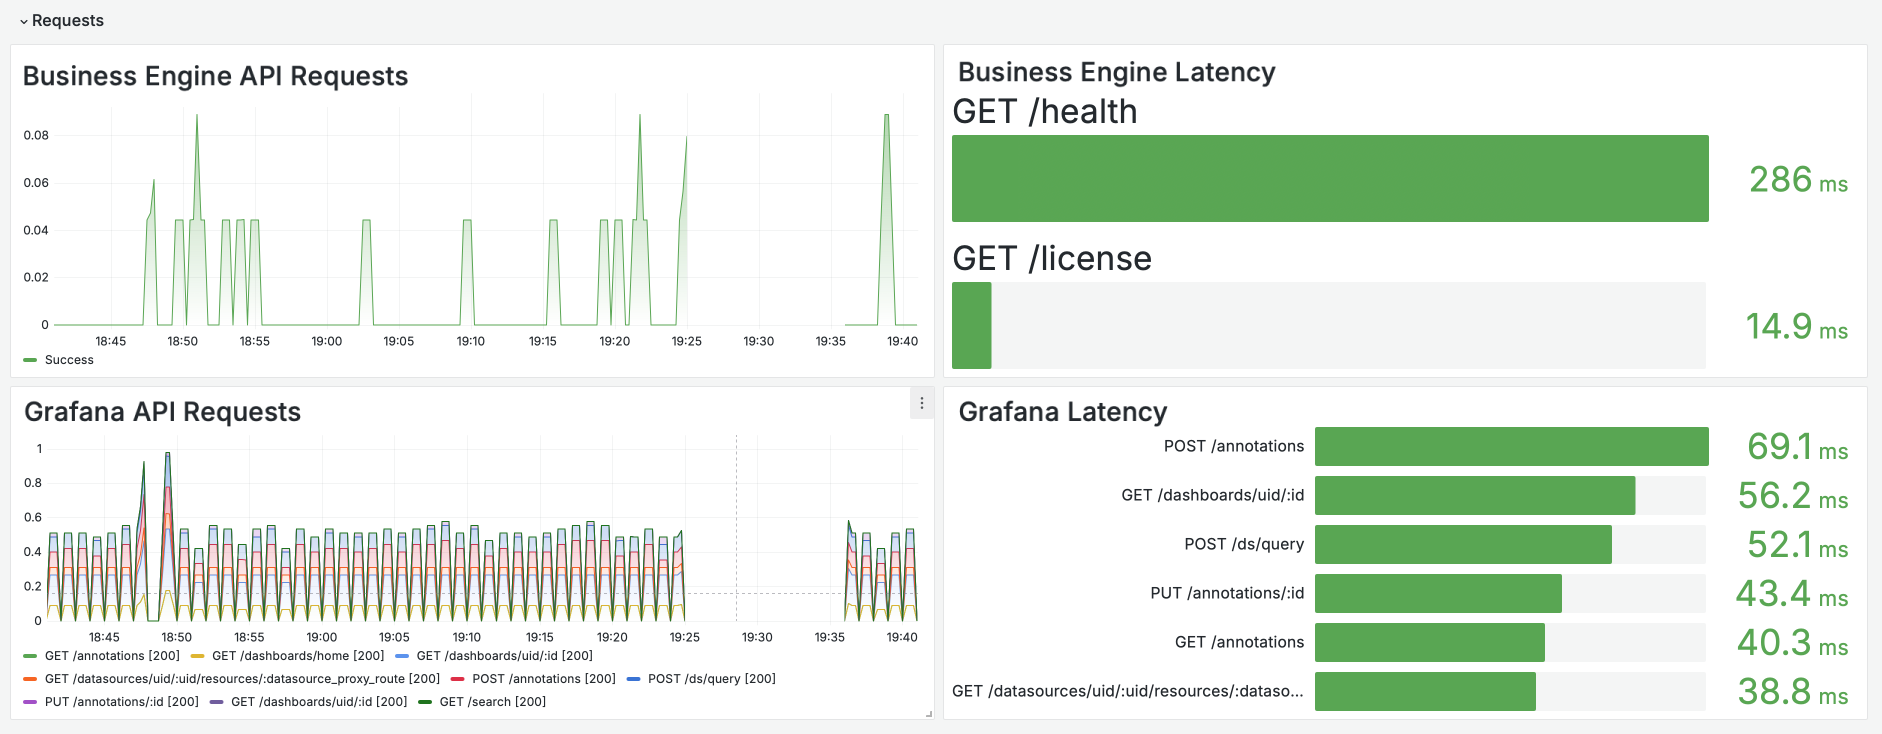 Requests
Business Engine API Requests
0.08
0.06
0.04
0.02
0
18:45 18:50 18:55 19:00 19:05 19:10 19:15 19:20 19:25 19:30 19:35 19:40
Success
Business Engine Latency
GET /health
286 ms
GET /license
14.9 ms
Grafana API Requests
1
0.8
0.6
0.4
0.2
0
18:45 18:50 18:55 19:00 19:05 19:10 19:15 19:20 19:25 19:30 19:35 19:40
GET /annotations [200] GET /dashboards/home [200] GET /dashboards/uid/:id [200]
GET /datasources/uid/:uid/resources/:datasource_proxy_route [200] POST /annotations [200] POST /ds/query [200]
PUT /annotations/:id [200] GET /dashboards/uid/:id [200] GET /search [200]
Grafana Latency
POST /annotations 69.1 ms
GET /dashboards/uid/:id 56.2 ms
POST /ds/query 52.1 ms
PUT /annotations/:id 43.4 ms
GET /annotations 40.3 ms
GET /datasources/uid/:uid/resources/:dataso... 38.8 ms